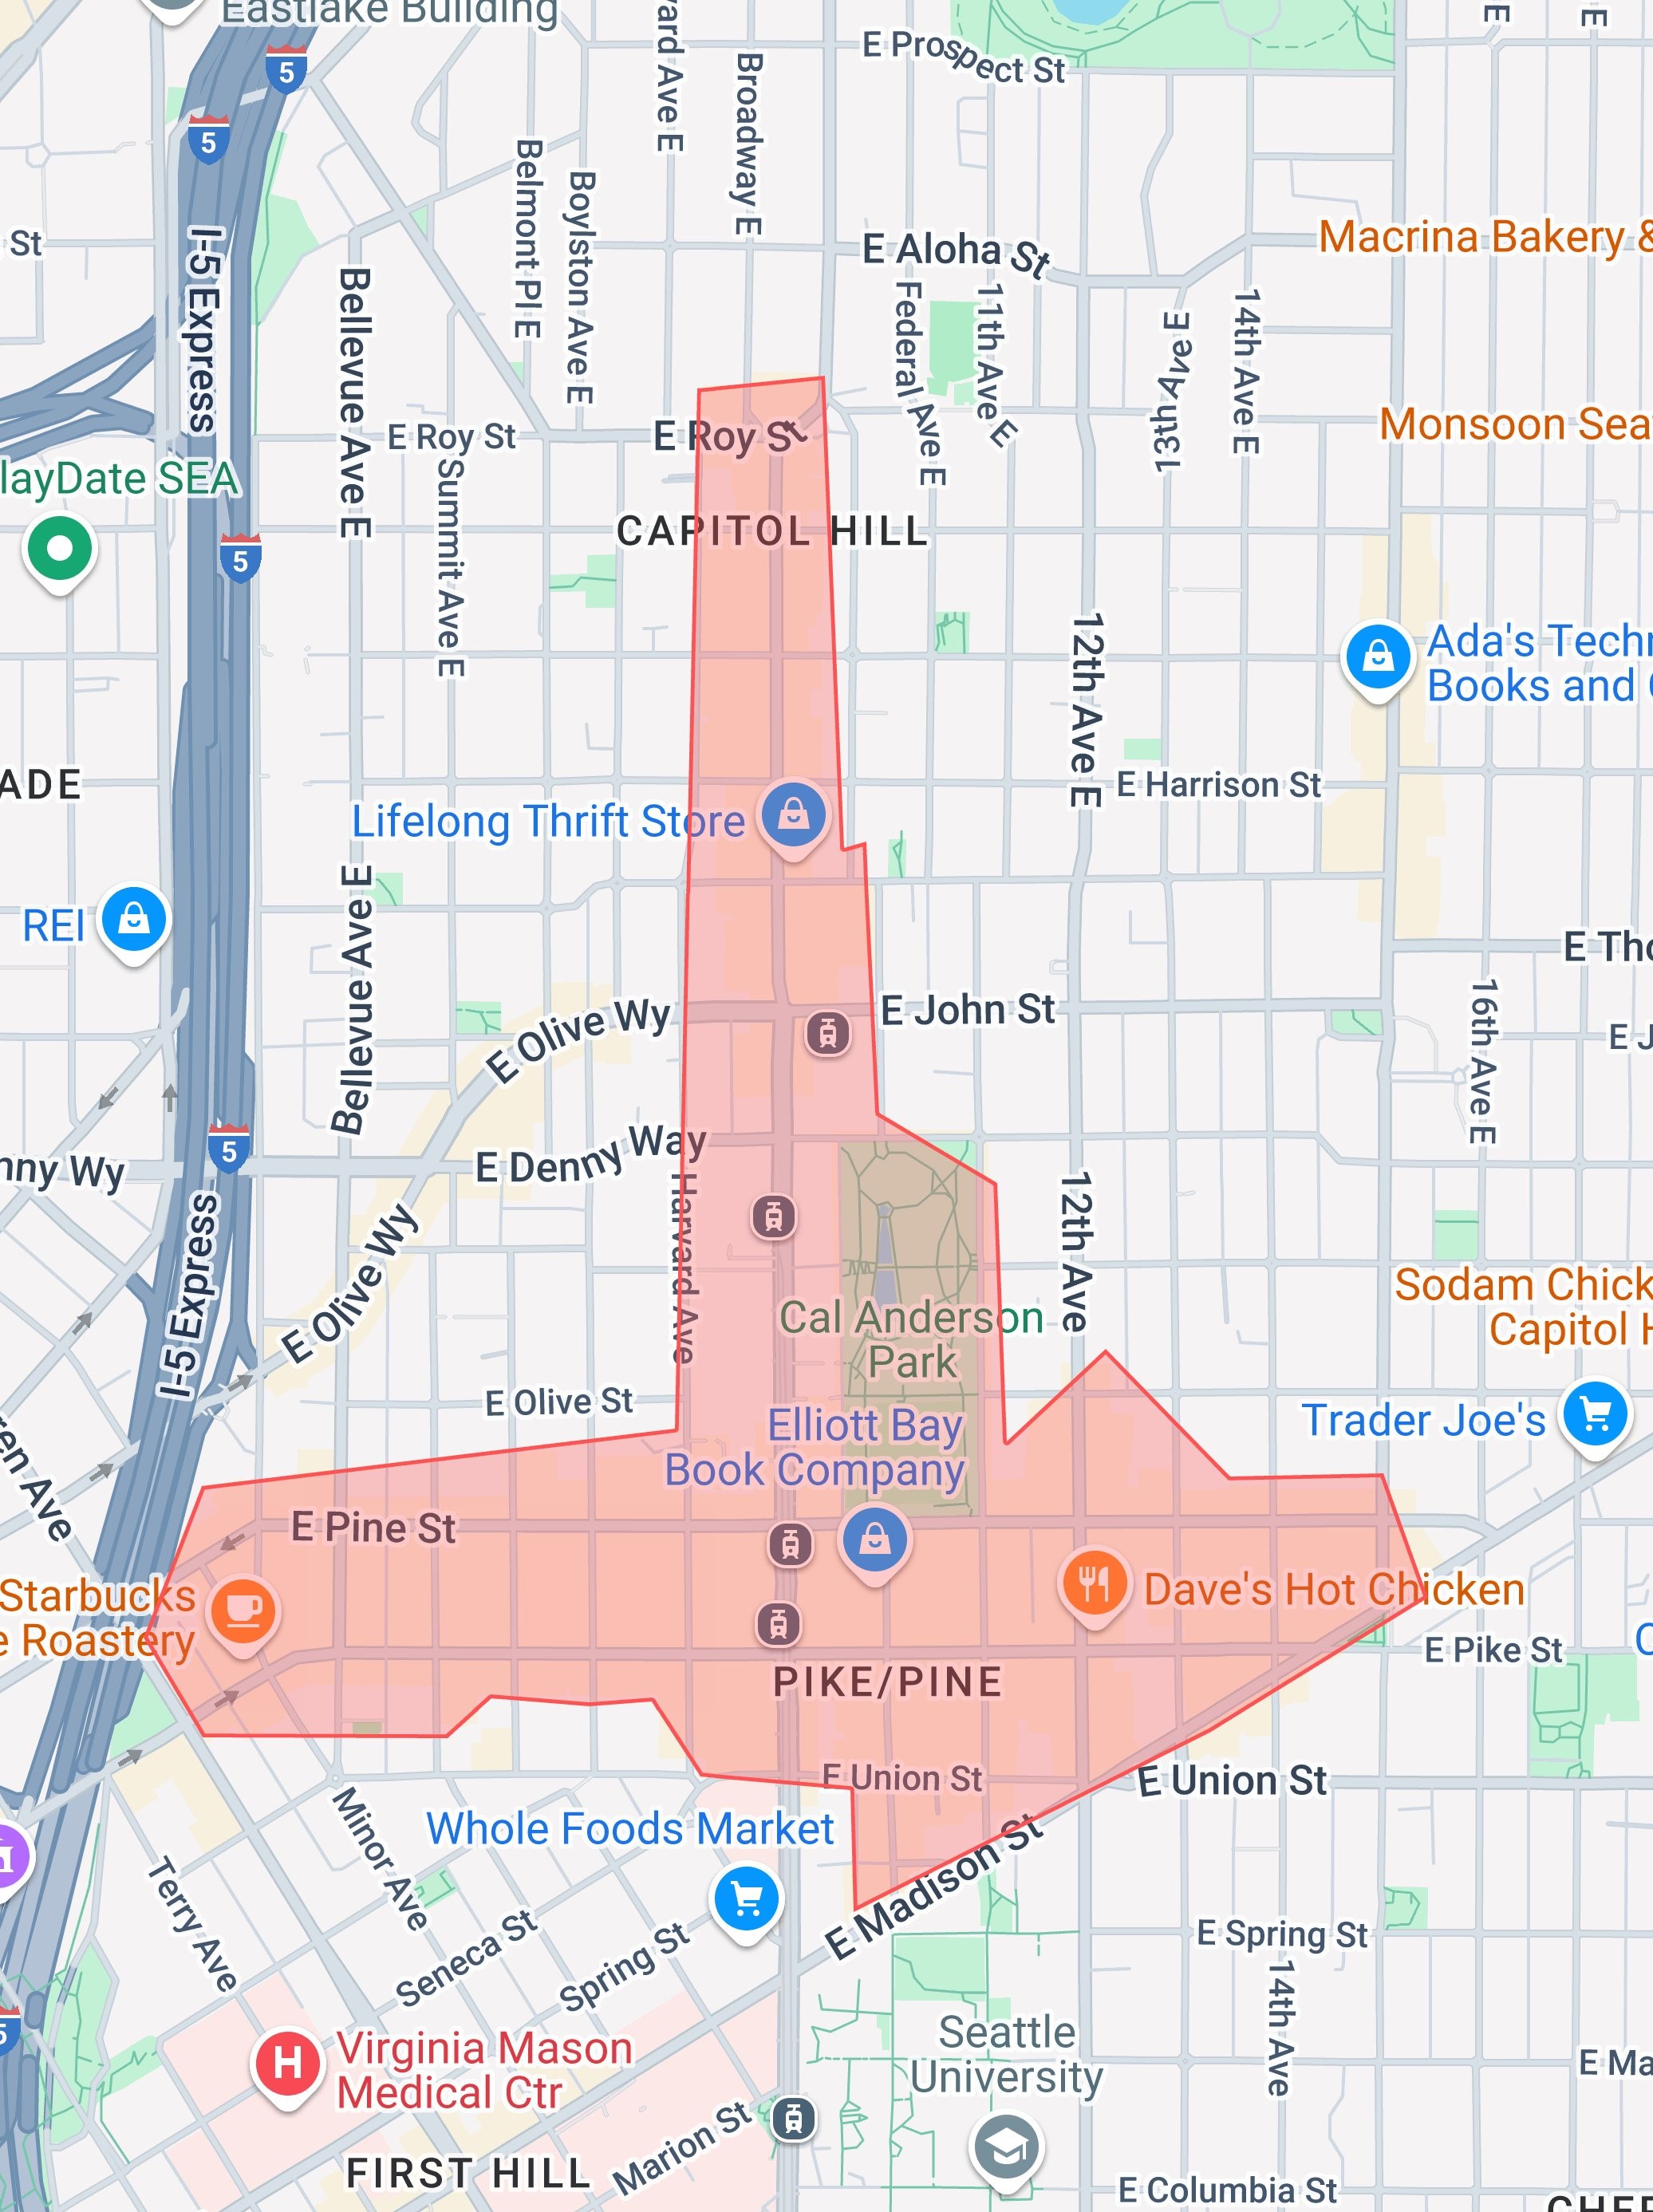 Eastlake Building
E Prospect St
E
E
vard Ave E
Broadway E
5
5
Belmont Pl E
Boylston Ave E
St
I-5 Express
E Aloha St
Macrina Bakery &
Bellevue Ave E
Federal Ave E
11th Ave E
13th Ave E
14th Ave E
E Roy St
E Roy St
Monsoon Sea
layDate SEA
Summit Ave E
CAPITOL HILL
5
12th Ave E
Ada's Techn
Books and C
ADE
E Harrison St
Lifelong Thrift Store
REI
Bellevue Ave E
E Tho
E Olive Wy
E John St
16th Ave E
E J
nny Wy
5
E Denny Way
Harvard Ave
12th Ave
I-5 Express
E Olive Wy
Cal Anderson
Park
Sodam Chick
Capitol H
E Olive St
Elliott Bay
Book Company
Trader Joe's
ren Ave
E Pine St
Starbucks
e Roastery
Dave's Hot Chicken
E Pike St
C
PIKE/PINE
E Union St
E Union St
Minor Ave
Whole Foods Market
E Madison St
Terry Ave
Seneca St
Spring St
E Spring St
14th Ave
5
Seattle
University
H
Virginia Mason
Medical Ctr
E Ma
Marion St
FIRST HILL
E Columbia St
CHER